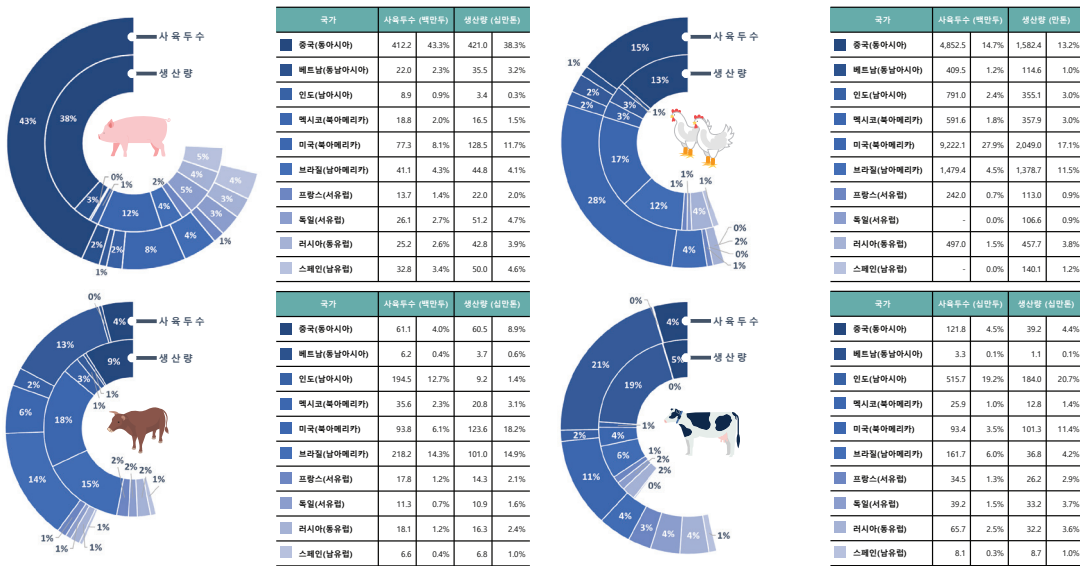 사육두수
생산량
43%
38%
0%
1%
3%
2%
1%
2%
12%
8%
2%
4%
4%
1%
5%
3%
3%
4%
4%
5%
국가 사육두수 (백만두) 생산량 (십만톤)
중국(동아시아) 412.2 43.3% 421.0 38.3%
베트남(동남아시아) 22.0 2.3% 35.5 3.2%
인도(남아시아) 8.9 0.9% 3.4 0.3%
멕시코(북아메리카) 18.8 2.0% 16.5 1.5%
미국(북아메리카) 77.3 8.1% 128.5 11.7%
브라질(남아메리카) 41.1 4.3% 44.8 4.1%
프랑스(서유럽) 13.7 1.4% 22.0 2.0%
독일(서유럽) 26.1 2.7% 51.2 4.7%
러시아(동유럽) 25.2 2.6% 42.8 3.9%
스페인(남유럽) 32.8 3.4% 50.0 4.6%
사육두수
생산량
15%
13%
1%
2%
2%
3%
3%
1%
17%
28%
12%
1%
1%
1%
4%
4%
0%
2%
0%
1%
국가 사육두수 (백만두) 생산량 (만톤)
중국(동아시아) 4,852.5 14.7% 1,582.4 13.2%
베트남(동남아시아) 409.5 1.2% 114.6 1.0%
인도(남아시아) 791.0 2.4% 355.1 3.0%
멕시코(북아메리카) 591.6 1.8% 357.9 3.0%
미국(북아메리카) 9,222.1 27.9% 2,049.0 17.1%
브라질(남아메리카) 1,479.4 4.5% 1,378.7 11.5%
프랑스(서유럽) 242.0 0.7% 113.0 0.9%
독일(서유럽) - 0.0% 106.6 0.9%
러시아(동유럽) 497.0 1.5% 457.7 3.8%
스페인(남유럽) - 0.0% 140.1 1.2%
0%
4%
사육두수
생산량
13%
9%
2%
3%
1%
1%
6%
18%
14%
15%
2%
2%
2%
1%
1%
1%
1%
1%
국가 사육두수 (백만두) 생산량 (십만톤)
중국(동아시아) 61.1 4.0% 60.5 8.9%
베트남(동남아시아) 6.2 0.4% 3.7 0.6%
인도(남아시아) 194.5 12.7% 9.2 1.4%
멕시코(북아메리카) 35.6 2.3% 20.8 3.1%
미국(북아메리카) 93.8 6.1% 123.6 18.2%
브라질(남아메리카) 218.2 14.3% 101.0 14.9%
프랑스(서유럽) 17.8 1.2% 14.3 2.1%
독일(서유럽) 11.3 0.7% 10.9 1.6%
러시아(동유럽) 18.1 1.2% 16.3 2.4%
스페인(남유럽) 6.6 0.4% 6.8 1.0%
0%
4%
사육두수
생산량
21%
5%
19%
0%
2%
1%
4%
6%
11%
1%
2%
2%
0%
4%
3%
4%
4%
1%
국가 사육두수 (십만두) 생산량 (십만톤)
중국(동아시아) 121.8 4.5% 39.2 4.4%
베트남(동남아시아) 3.3 0.1% 1.1 0.1%
인도(남아시아) 515.7 19.2% 184.0 20.7%
멕시코(북아메리카) 25.9 1.0% 12.8 1.4%
미국(북아메리카) 93.4 3.5% 101.3 11.4%
브라질(남아메리카) 161.7 6.0% 36.8 4.2%
프랑스(서유럽) 34.5 1.3% 26.2 2.9%
독일(서유럽) 39.2 1.5% 33.2 3.7%
러시아(동유럽) 65.7 2.5% 32.2 3.6%
스페인(남유럽) 8.1 0.3% 8.7 1.0%